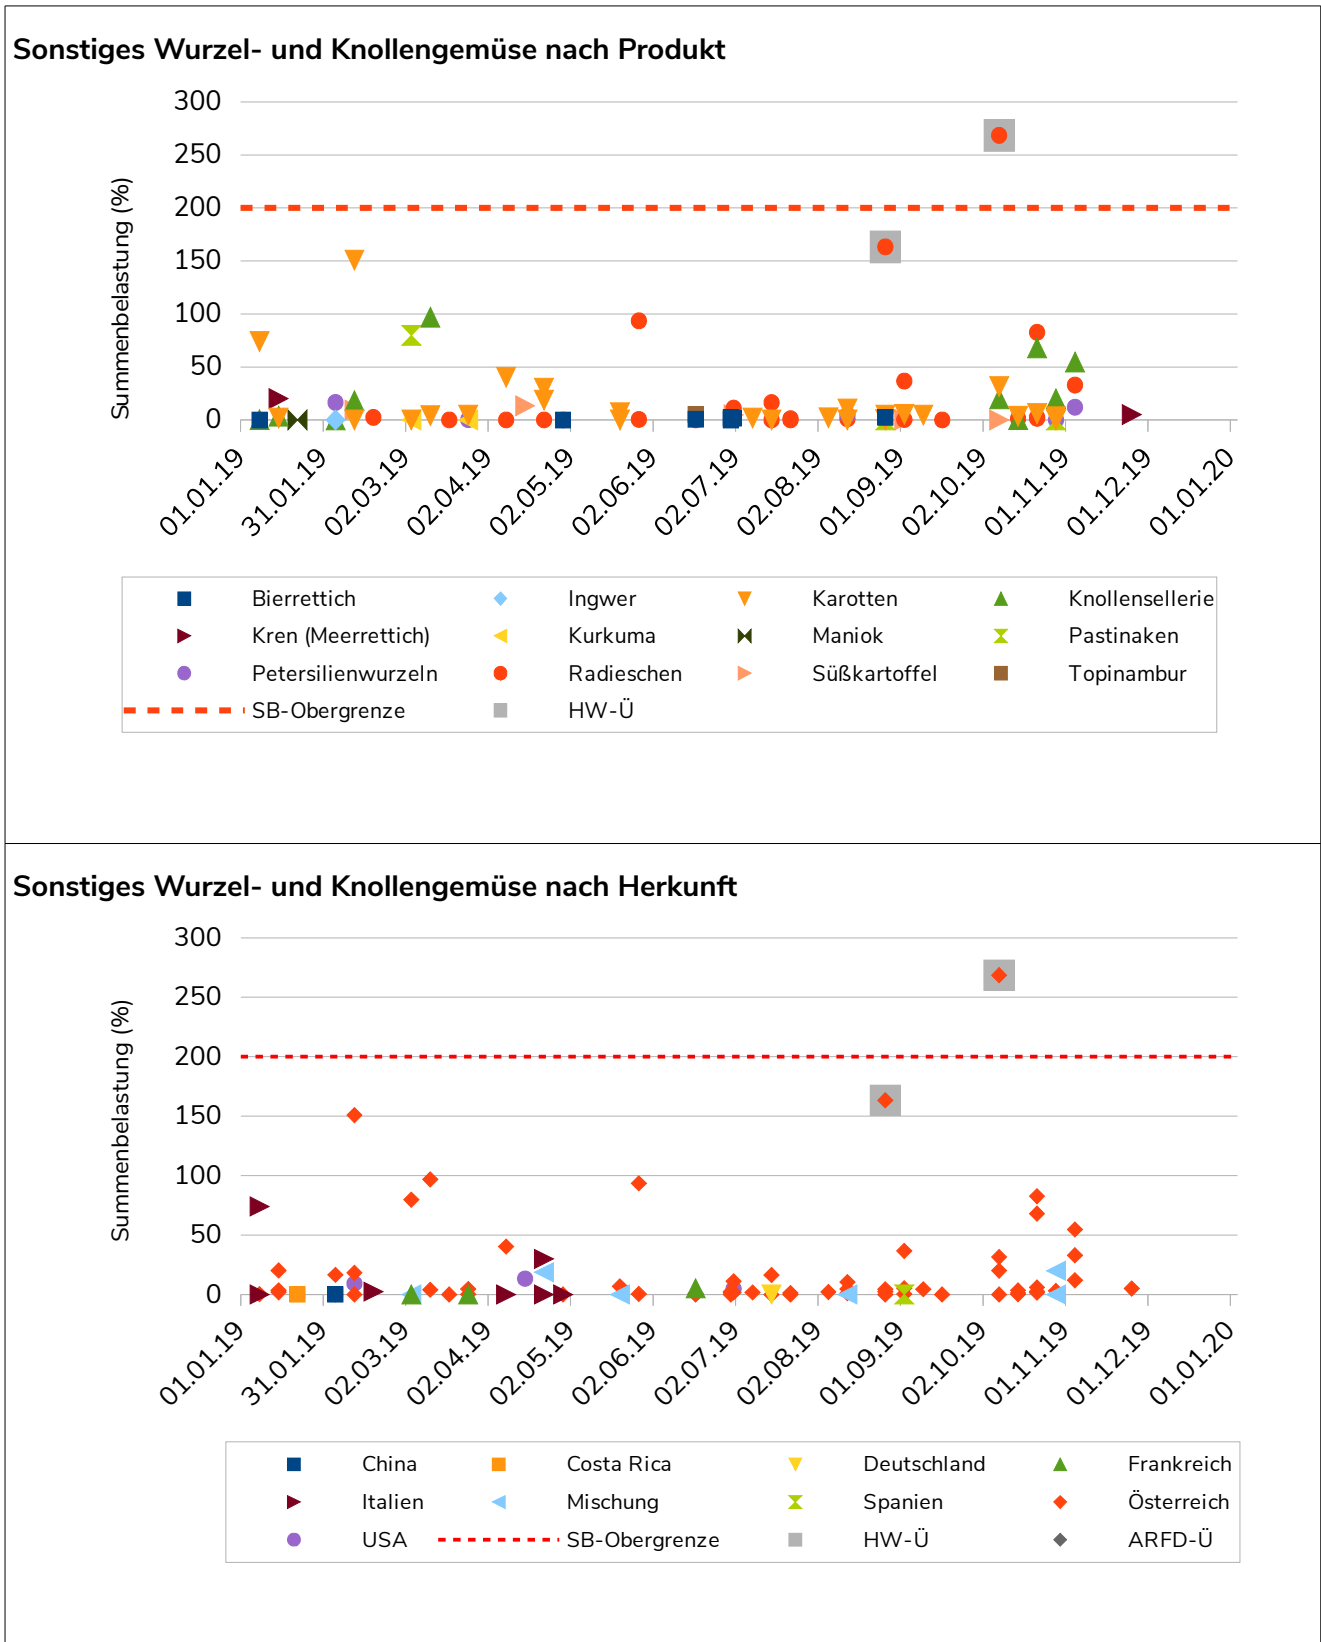 Sonstiges Wurzel- und Knollengemüse nach Produkt
Summenbelastung (%)
300
250
200
150
100
50
0
01.01.19 31.01.19 02.03.19 02.04.19 02.05.19 02.06.19 02.07.19 02.08.19 01.09.19 02.10.19 01.11.19 01.12.19 01.01.20
Bierrettich Ingwer Karotten Knollensellerie
Kren (Meerrettich) Kurkuma Maniok Pastinaken
Petersilienwurzeln Radieschen Süßkartoffel Topinambur
SB-Obergrenze HW-Ü
Sonstiges Wurzel- und Knollengemüse nach Herkunft
Summenbelastung (%)
300
250
200
150
100
50
0
01.01.19 31.01.19 02.03.19 02.04.19 02.05.19 02.06.19 02.07.19 02.08.19 01.09.19 02.10.19 01.11.19 01.12.19 01.01.20
China Costa Rica Deutschland Frankreich
Italien Mischung Spanien Österreich
USA SB-Obergrenze HW-Ü ARFD-Ü